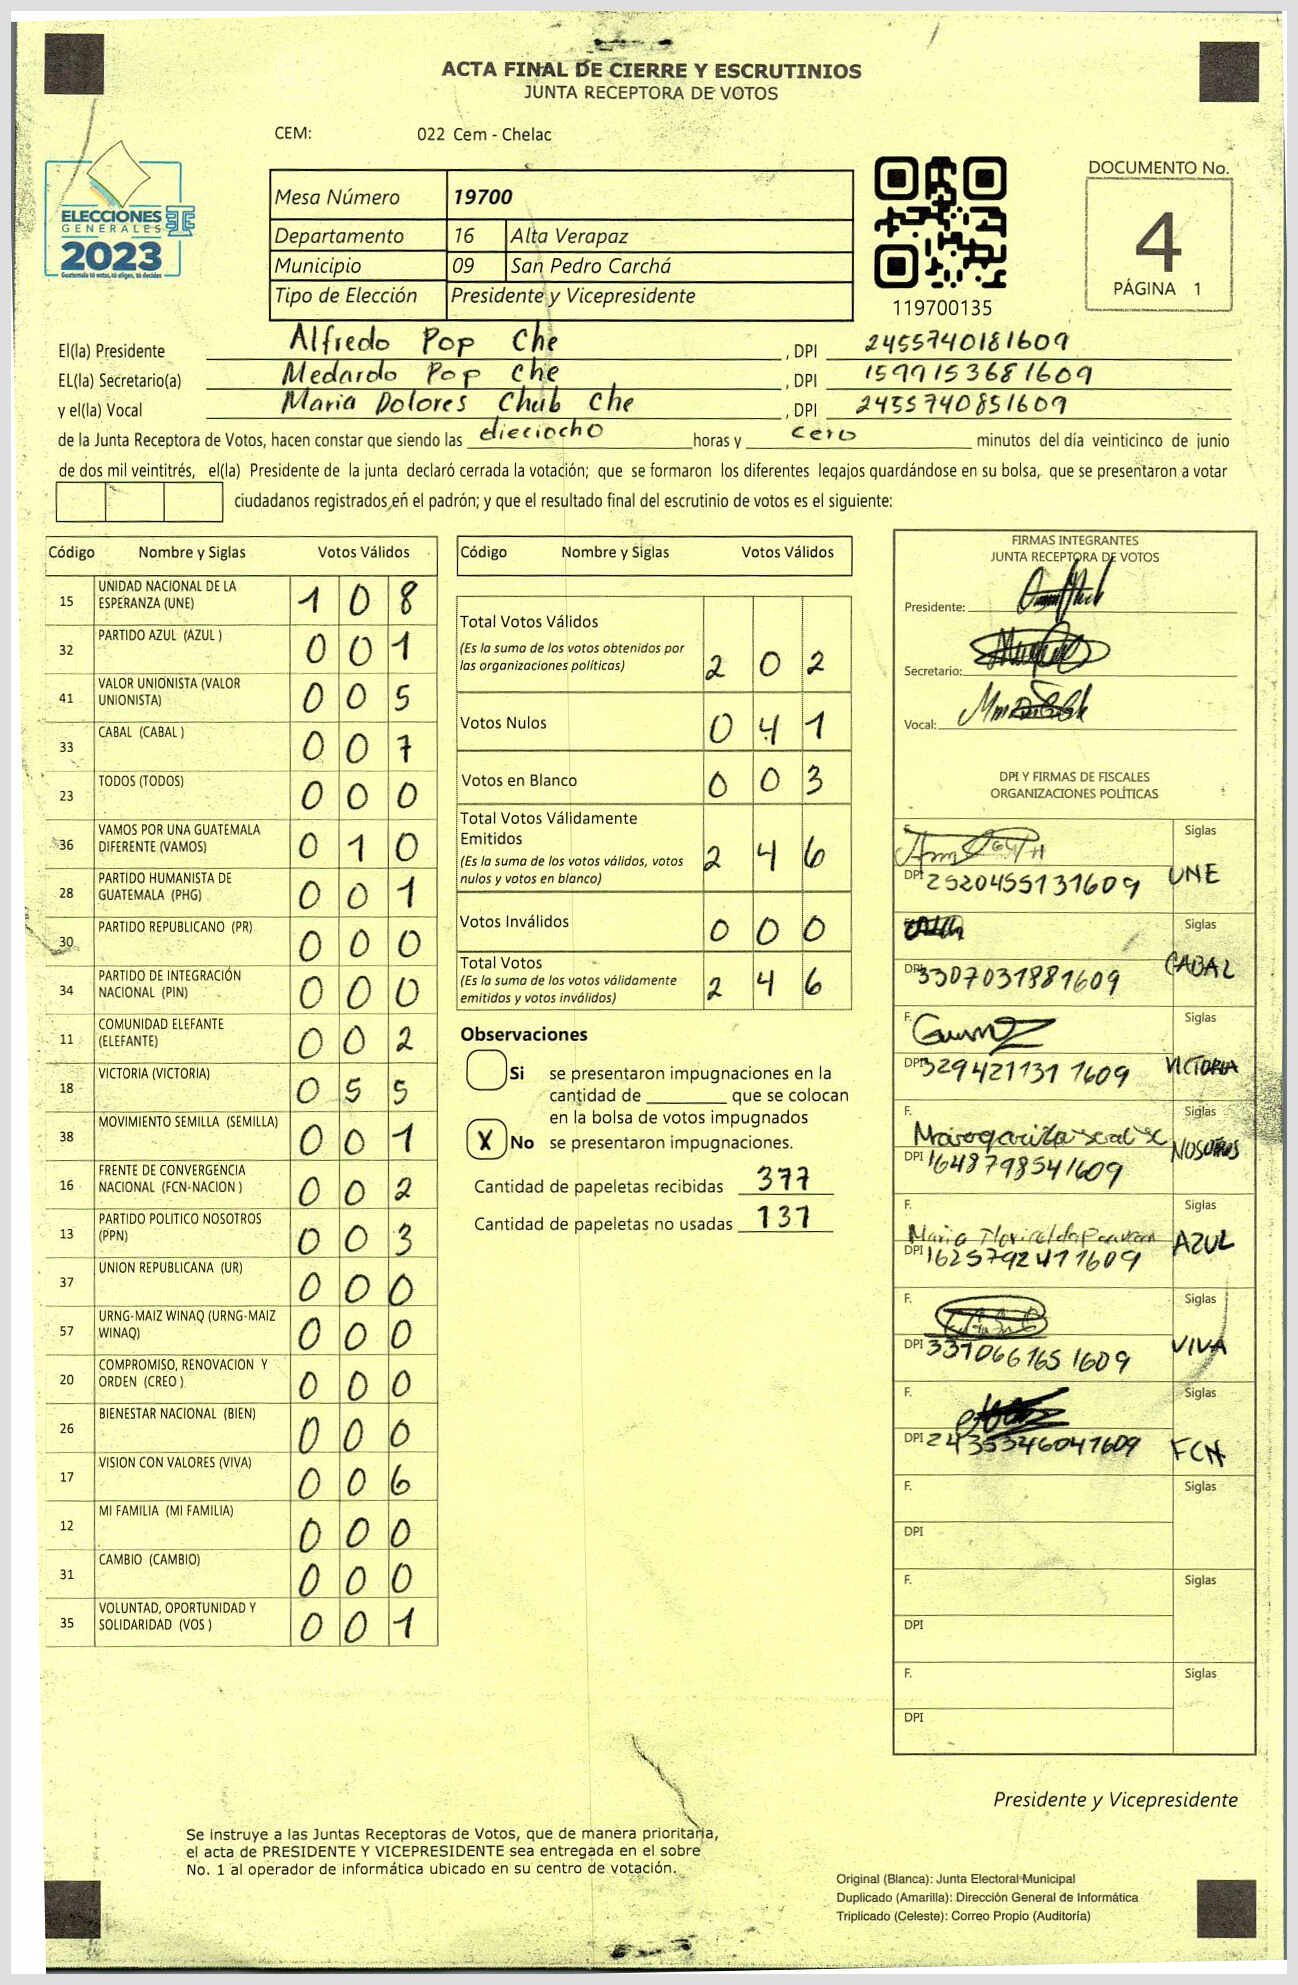 ACTA FINAL DE CIERRE Y ESCRUTINIOS
JUNTA RECEPTORA DE VOTOS
CEM: 022 Cem - Chelac
ELECCIONES
GENERALES
2023
Guatemala tú votas, tú eliges, tú decides
Mesa Número 19700
Departamento 16 Alta Verapaz
Municipio 09 San Pedro Carchá
Tipo de Elección Presidente y Vicepresidente
119700135
DOCUMENTO No.
4
PÁGINA 1
El(la) Presidente Alfredo Pop Che , DPI 2455740181609
EL(la) Secretario(a) Medardo Pop Che , DPI 1599153681609
y el(la) Vocal Maria Dolores Chub Che , DPI 2455740851609
de la Junta Receptora de Votos, hacen constar que siendo las dieciocho horas y cero minutos del día veinticinco de junio
de dos mil veintitrés, el(la) Presidente de la junta declaró cerrada la votación; que se formaron los diferentes legajos guardándose en su bolsa, que se presentaron a votar
ciudadanos registrados en el padrón; y que el resultado final del escrutinio de votos es el siguiente:
Código Nombre y Siglas Votos Válidos
15 UNIDAD NACIONAL DE LA ESPERANZA (UNE) 1 0 8
32 PARTIDO AZUL (AZUL ) 0 0 1
41 VALOR UNIONISTA (VALOR UNIONISTA) 0 0 5
33 CABAL (CABAL ) 0 0 7
23 TODOS (TODOS) 0 0 0
36 VAMOS POR UNA GUATEMALA DIFERENTE (VAMOS) 0 1 0
28 PARTIDO HUMANISTA DE GUATEMALA (PHG) 0 0 1
30 PARTIDO REPUBLICANO (PR) 0 0 0
34 PARTIDO DE INTEGRACIÓN NACIONAL (PIN) 0 0 0
11 COMUNIDAD ELEFANTE (ELEFANTE) 0 0 2
18 VICTORIA (VICTORIA) 0 5 5
38 MOVIMIENTO SEMILLA (SEMILLA) 0 0 1
16 FRENTE DE CONVERGENCIA NACIONAL (FCN-NACION ) 0 0 2
13 PARTIDO POLITICO NOSOTROS (PPN) 0 0 3
37 UNION REPUBLICANA (UR) 0 0 0
57 URNG-MAIZ WINAQ (URNG-MAIZ WINAQ) 0 0 0
20 COMPROMISO, RENOVACION Y ORDEN (CREO ) 0 0 0
26 BIENESTAR NACIONAL (BIEN) 0 0 0
17 VISION CON VALORES (VIVA) 0 0 6
12 MI FAMILIA (MI FAMILIA) 0 0 0
31 CAMBIO (CAMBIO) 0 0 0
35 VOLUNTAD, OPORTUNIDAD Y SOLIDARIDAD (VOS ) 0 0 1
Código Nombre y Siglas Votos Válidos
Total Votos Válidos
(Es la suma de los votos obtenidos por
las organizaciones políticas) 2 0 2
Votos Nulos 0 4 1
Votos en Blanco 0 0 3
Total Votos Válidamente
Emitidos
(Es la suma de los votos válidos, votos
nulos y votos en blanco) 2 4 6
Votos Inválidos 0 0 0
Total Votos
(Es la suma de los votos válidamente
emitidos y votos inválidos) 2 4 6
Observaciones
Si se presentaron impugnaciones en la
cantidad de ________ que se colocan
en la bolsa de votos impugnados
X No se presentaron impugnaciones.
Cantidad de papeletas recibidas 377
Cantidad de papeletas no usadas 137
FIRMAS INTEGRANTES
JUNTA RECEPTORA DE VOTOS
Presidente:
Secretario:
Vocal:
DPI Y FIRMAS DE FISCALES
ORGANIZACIONES POLÍTICAS
F. Siglas
DPI 2520455131609 UNE
F. Siglas
DPI 3307031881609 CABAL
F. Siglas
DPI 3294211311609 VICTORIA
F. Siglas
DPI 1648798541609 NOSOTROS
F. Siglas
DPI 1625792411609 AZUL
F. Siglas
DPI 3310661651609 VIVA
F. Siglas
DPI 2435346041609 FCN
F. Siglas
DPI
F. Siglas
DPI
F. Siglas
DPI
Presidente y Vicepresidente
Se instruye a las Juntas Receptoras de Votos, que de manera prioritaria,
el acta de PRESIDENTE Y VICEPRESIDENTE sea entregada en el sobre
No. 1 al operador de informática ubicado en su centro de votación.
Original (Blanca): Junta Electoral Municipal
Duplicado (Amarilla): Dirección General de Informática
Triplicado (Celeste): Correo Propio (Auditoría)